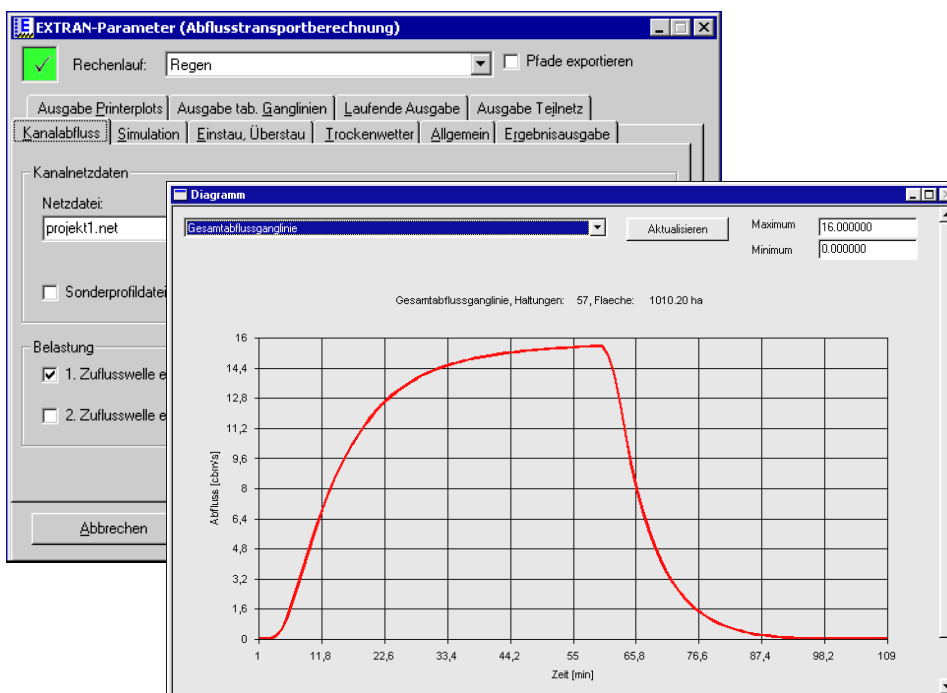 EXTRAN-Parameter (Abflusstransportberechnung)
Rechenlauf: Regen Pfade exportieren
Ausgabe Printerplots Ausgabe tab. Ganglinien Laufende Ausgabe Ausgabe Teilnetz
Kanalabfluss Simulation Einstau, Überstau Trockenwetter Allgemein Ergebnisausgabe
Kanalnetzdaten
Netzdatei:
projekt1.net
Sonderprofildatei
Belastung
1. Zuflusswelle e
2. Zuflusswelle e
Abbrechen
Diagramm
Gesamtabflussganglinie Aktualisieren Maximum 16.000000
Minimum 0.000000
Gesamtabflussganglinie, Haltungen: 57, Flaeche: 1010.20 ha
16
14,4
12,8
11,2
9,6
8
6,4
4,8
3,2
1,6
0
Abfluss [cbm/s]
1 11,8 22,6 33,4 44,2 55 65,8 76,6 87,4 98,2 109
Zeit [min]